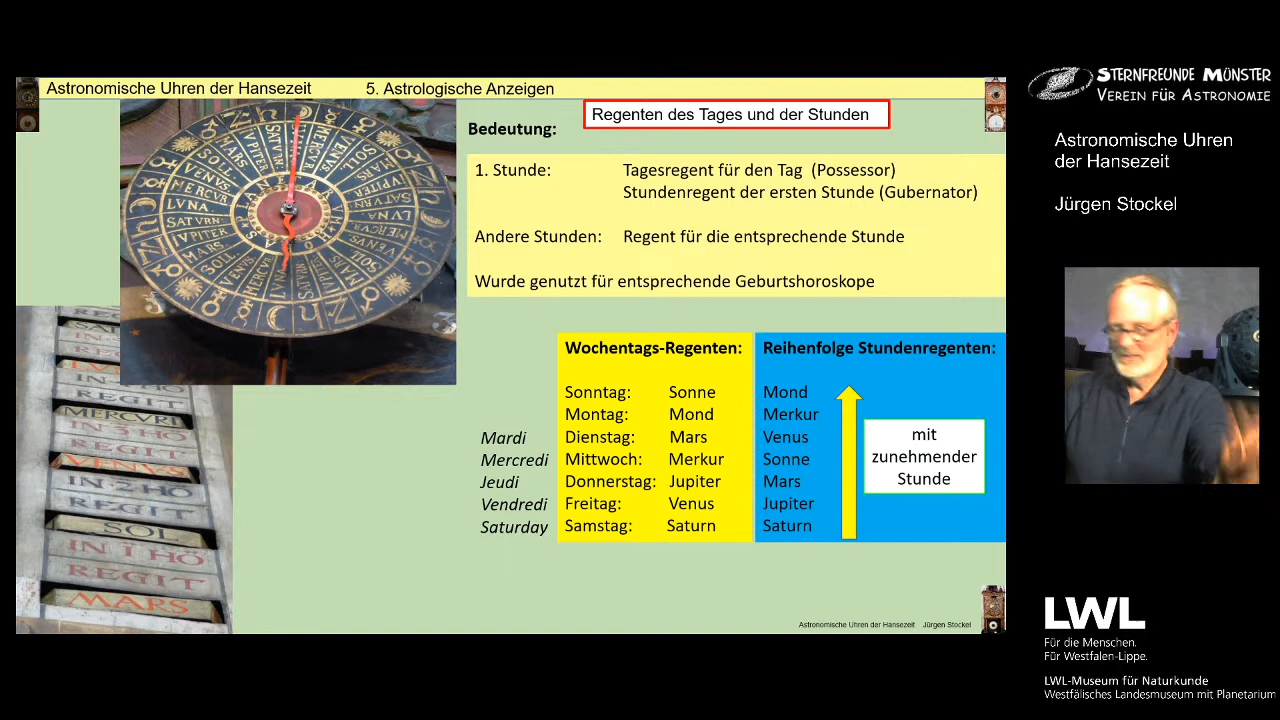 Astronomische Uhren der Hansezeit 5. Astrologische Anzeigen
Regenten des Tages und der Stunden
Bedeutung:
1. Stunde: Tagesregent für den Tag (Possessor)
Stundenregent der ersten Stunde (Gubernator)
Andere Stunden: Regent für die entsprechende Stunde
Wurde genutzt für entsprechende Geburtshoroskope
Wochentags-Regenten:
Sonntag: Sonne
Montag: Mond
Mardi Dienstag: Mars
Mercredi Mittwoch: Merkur
Jeudi Donnerstag: Jupiter
Vendredi Freitag: Venus
Saturday Samstag: Saturn
Reihenfolge Stundenregenten:
Mond
Merkur
Venus
Sonne
Mars
Jupiter
Saturn
mit
zunehmender
Stunde
MERCVRI
IN 3 HO
REGIT
VENVS
IN 2 HO
REGIT
SOL
IN 1 HO
REGIT
MARS
LVNA
SATVRN:
IVPITER
MARS.
SOLL
VENVS
MERCVR
Astronomische Uhren der Hansezeit Jürgen Stockel
STERNFREUNDE MÜNSTER
VEREIN FÜR ASTRONOMIE
Astronomische Uhren
der Hansezeit
Jürgen Stockel
LWL
Für die Menschen.
Für Westfalen-Lippe.
LWL-Museum für Naturkunde
Westfälisches Landesmuseum mit Planetarium